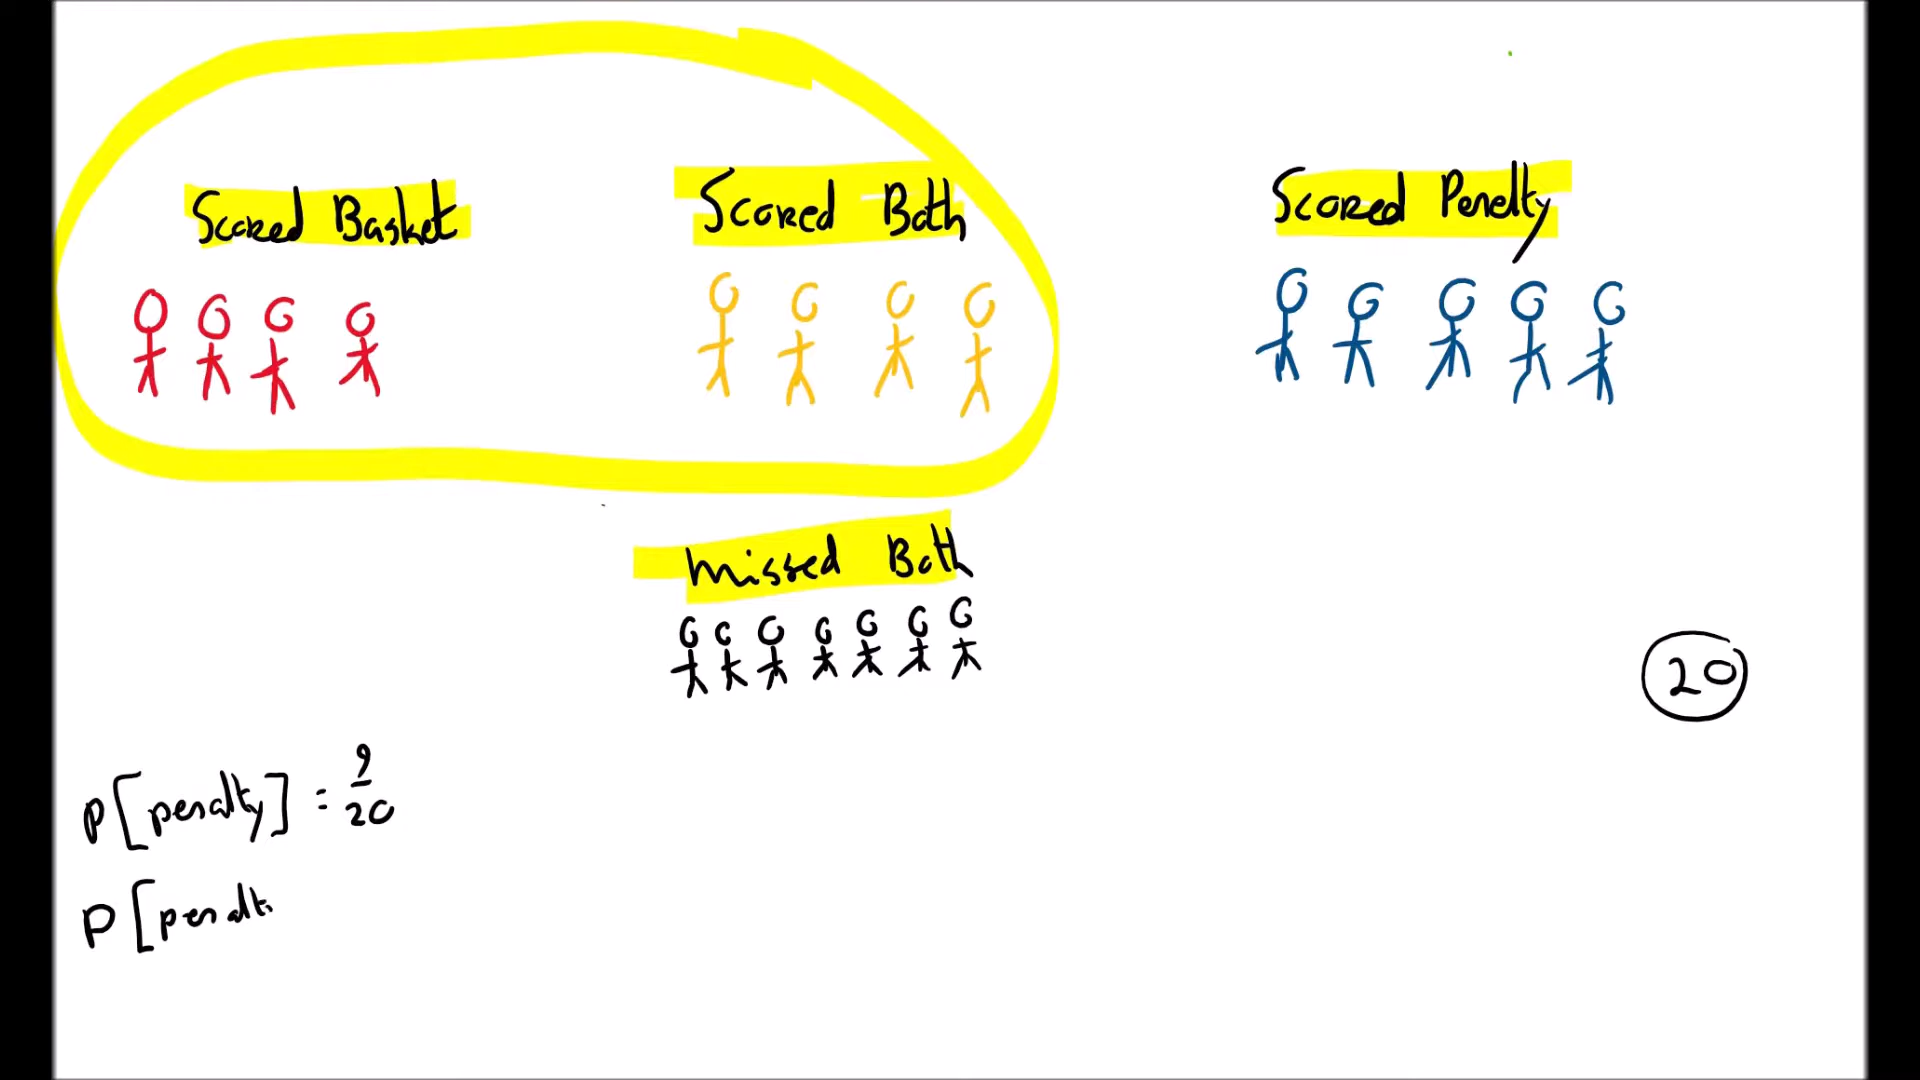 Scored Basket
Scored Both
Scored Penalty
missed Both
20
P[penalty] = 9/20
P[penalt